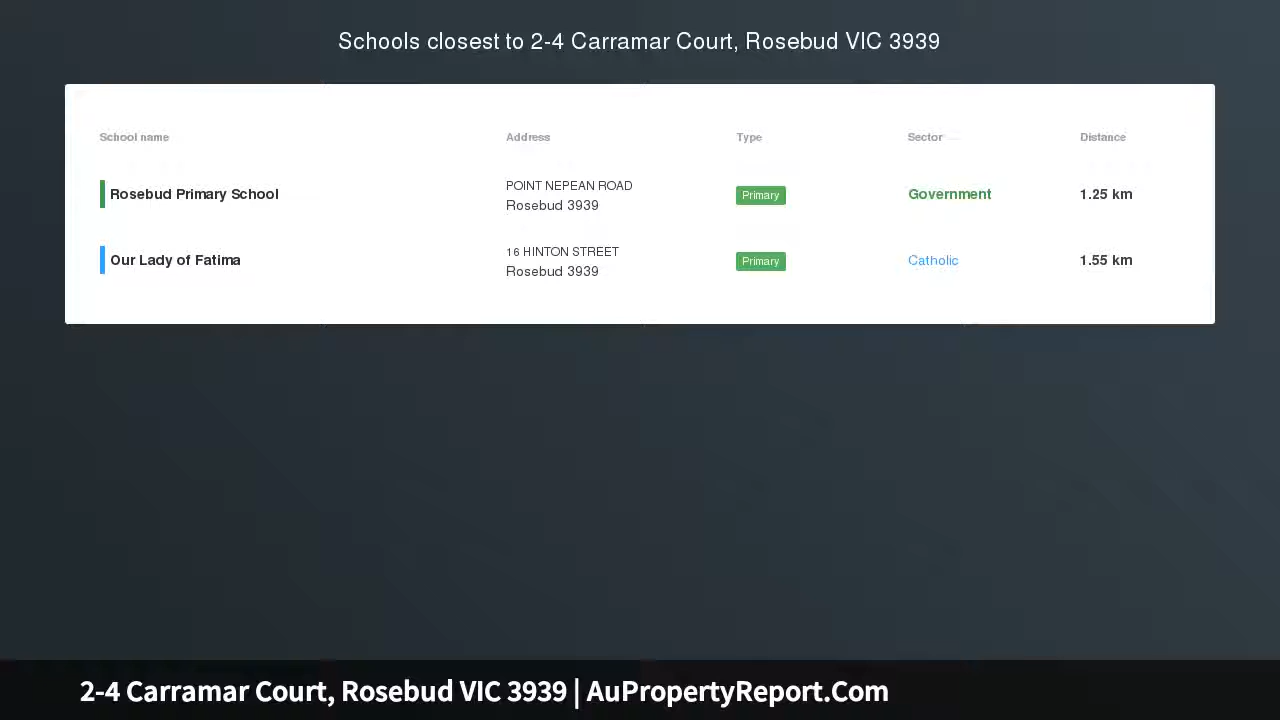 Schools closest to 2-4 Carramar Court, Rosebud VIC 3939
School name Address Type Sector Distance
Rosebud Primary School POINT NEPEAN ROAD Rosebud 3939 Primary Government 1.25 km
Our Lady of Fatima 16 HINTON STREET Rosebud 3939 Primary Catholic 1.55 km
2-4 Carramar Court, Rosebud VIC 3939 | AuPropertyReport.Com